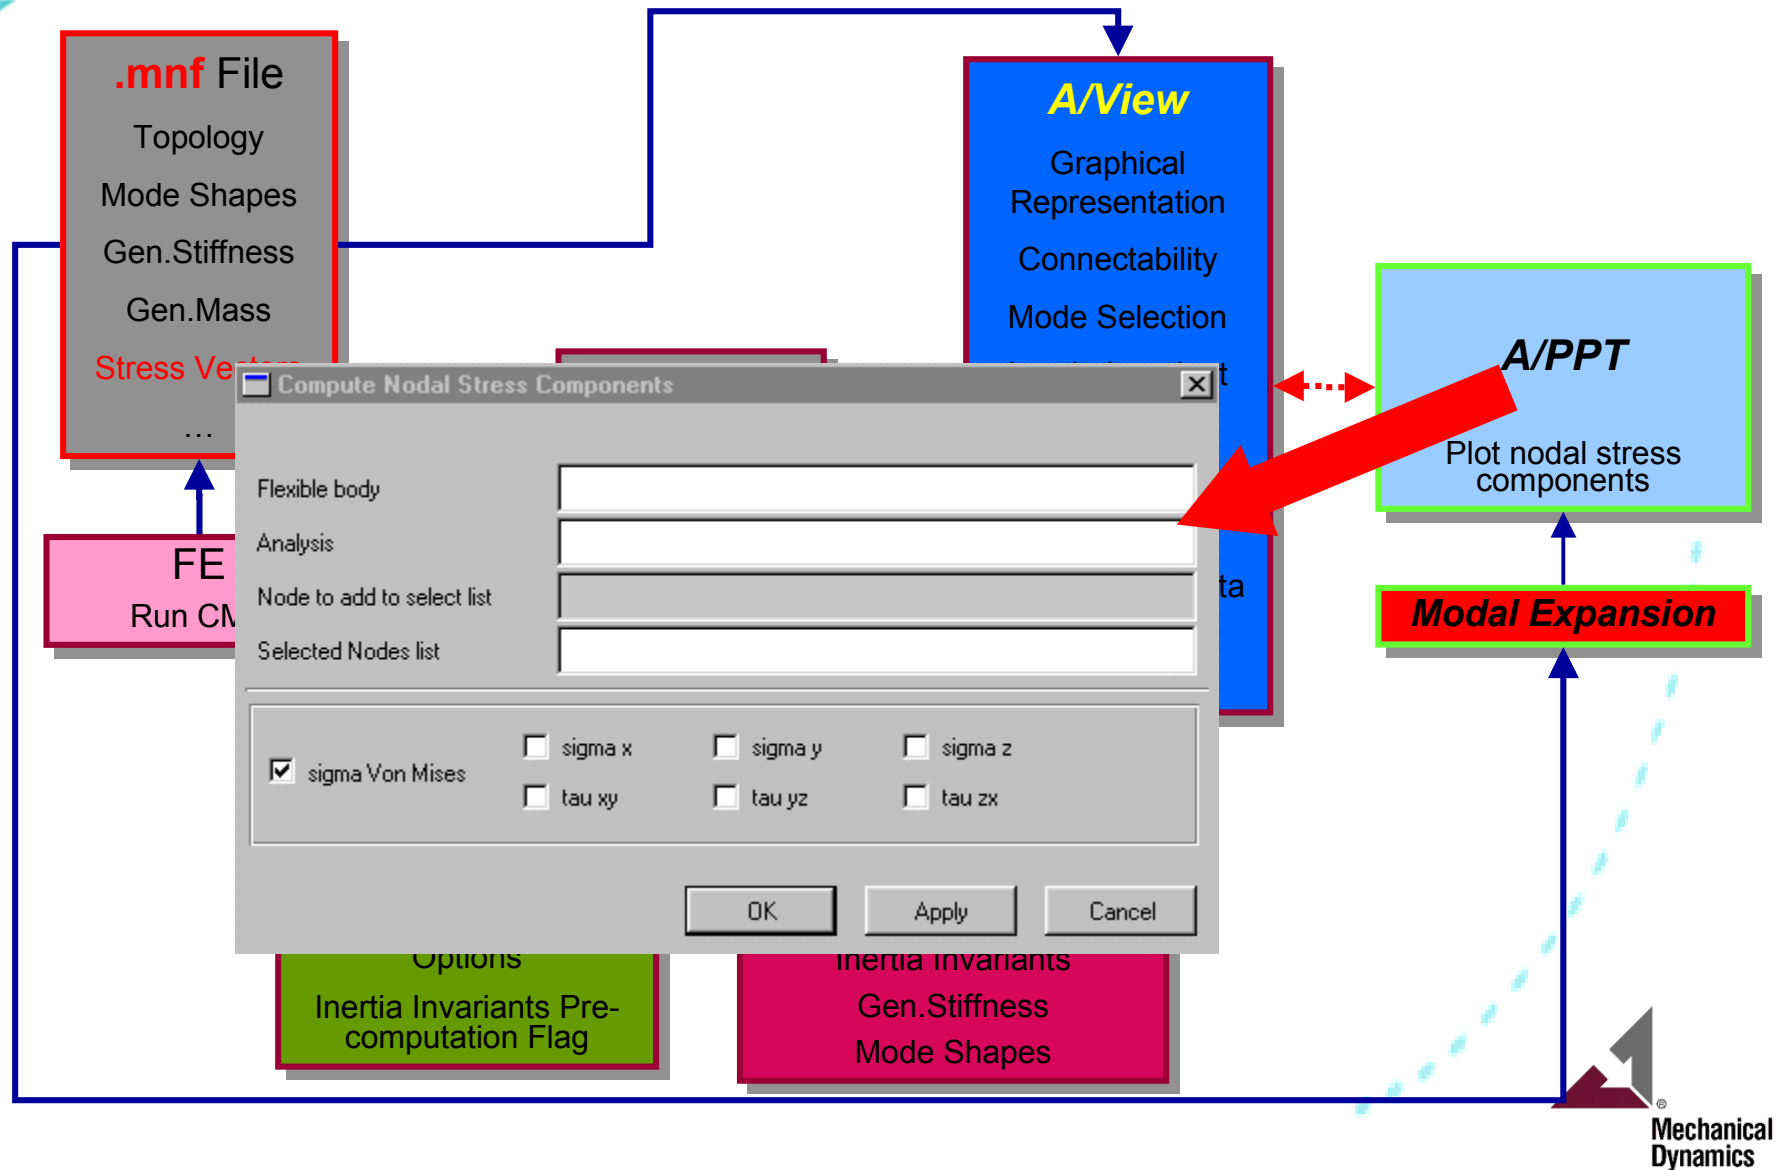 .mnf File
Topology
Mode Shapes
Gen.Stiffness
Gen.Mass
Stress Vectors
...
FE
Run
A/View
Graphical
Representation
Connectability
Mode Selection
A/PPT
Plot nodal stress
components
Modal Expansion
Compute Nodal Stress Components
Flexible body
Analysis
Node to add to select list
Selected Nodes list
sigma Von Mises
sigma x
sigma y
sigma z
tau xy
tau yz
tau zx
OK
Apply
Cancel
Options
Inertia Invariants Pre-
computation Flag
Inertia Invariants
Gen.Stiffness
Mode Shapes
®
Mechanical
Dynamics